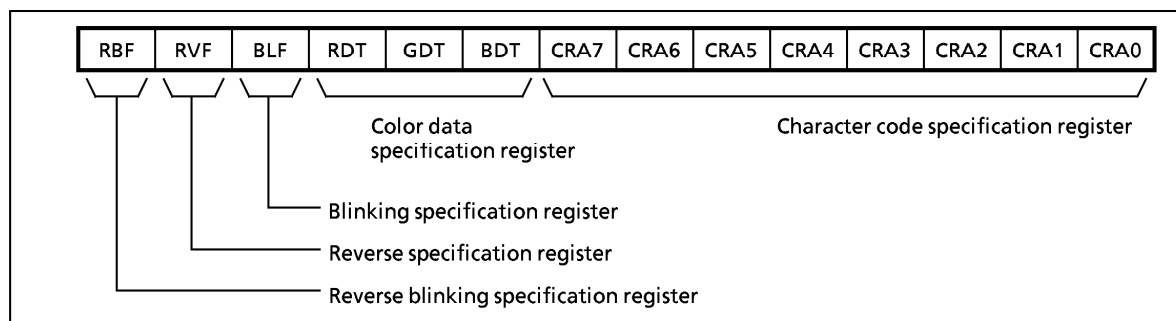 RBF RVF BLF RDT GDT BDT CRA7 CRA6 CRA5 CRA4 CRA3 CRA2 CRA1 CRA0
Color data
specification register
Character code specification register
Blinking specification register
Reverse specification register
Reverse blinking specification register